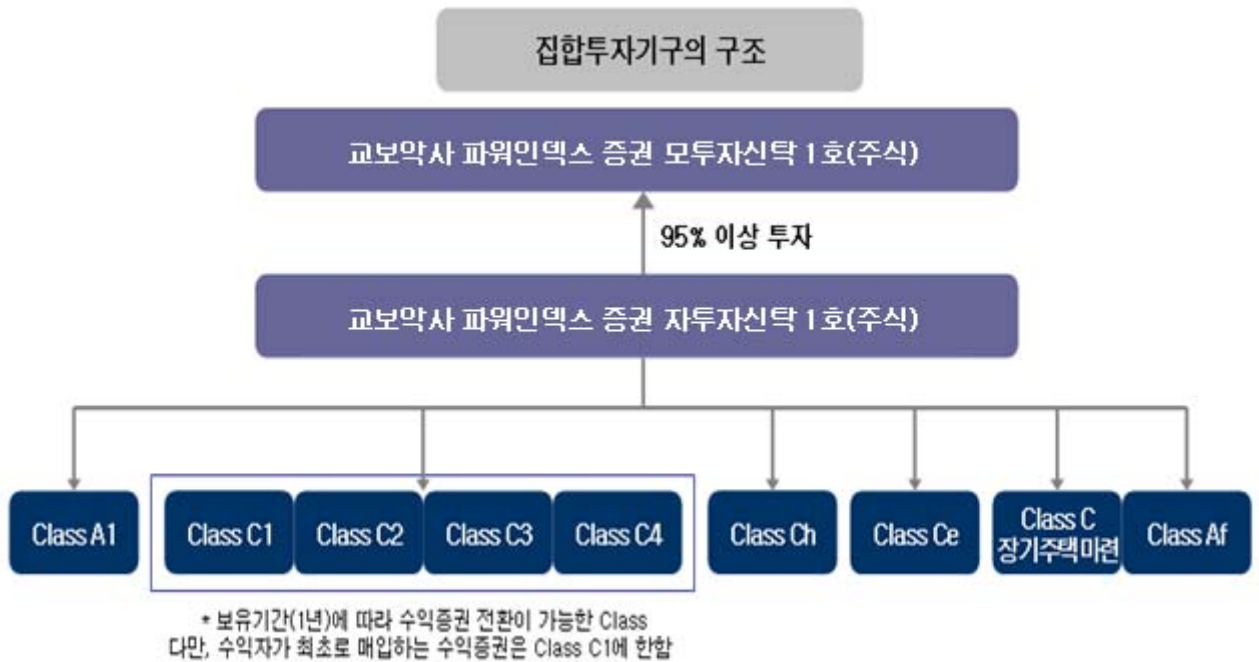 집합투자기구의 구조
교보악사 파워인덱스 증권 모투자신탁 1호(주식)
95% 이상 투자
교보악사 파워인덱스 증권 자투자신탁 1호(주식)
Class A1
Class C1
Class C2
Class C3
Class C4
Class Ch
Class Ce
Class C
장기주택마련
Class Af
* 보유기간(1년)에 따라 수익증권 전환이 가능한 Class
다만, 수익자가 최초로 매입하는 수익증권은 Class C1에 한함